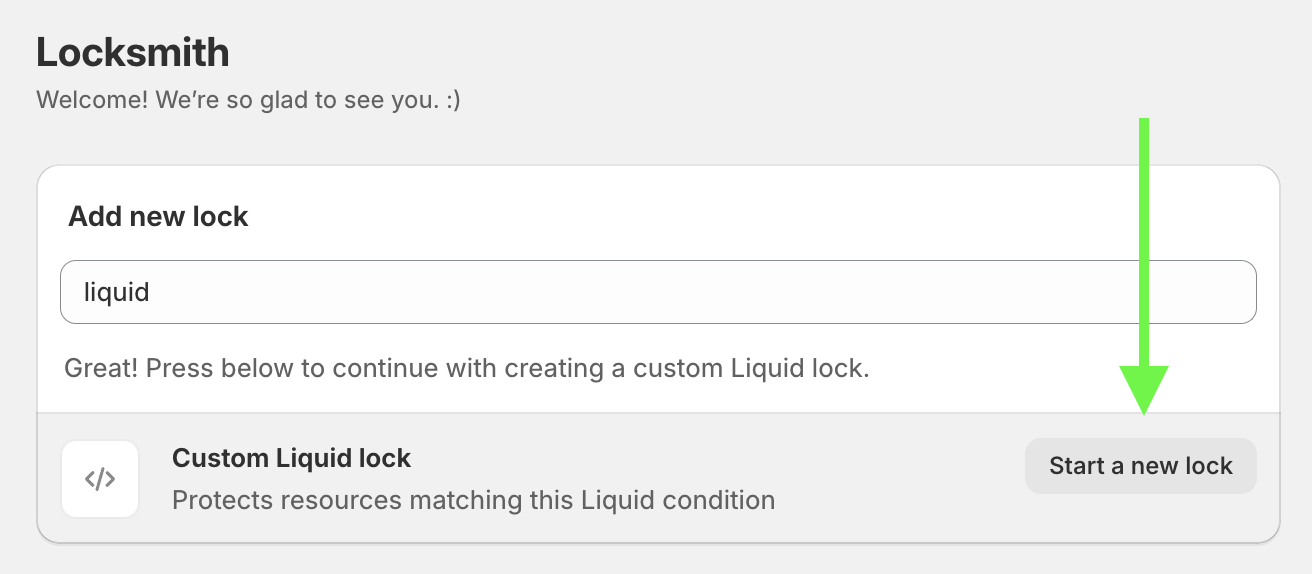 Locksmith
Welcome! We’re so glad to see you. :)
Add new lock
liquid
Great! Press below to continue with creating a custom Liquid lock.
</>
Custom Liquid lock
Start a new lock
Protects resources matching this Liquid condition